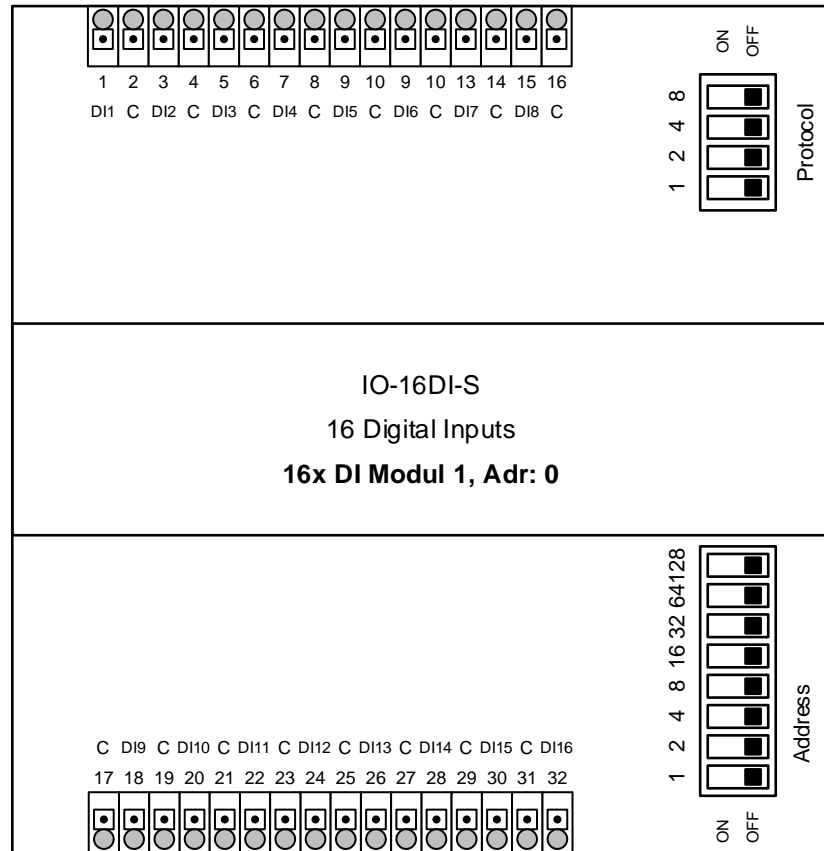 1 2 3 4 5 6 7 8 9 10 9 10 13 14 15 16
DI1 C DI2 C DI3 C DI4 C DI5 C DI6 C DI7 C DI8 C
ON
OFF
8
4
2
1
Protocol
IO-16DI-S
16 Digital Inputs
16x DI Modul 1, Adr: 0
128
64
32
16
8
4
2
1
Address
ON
OFF
C DI9 C DI10 C DI11 C DI12 C DI13 C DI14 C DI15 C DI16
17 18 19 20 21 22 23 24 25 26 27 28 29 30 31 32